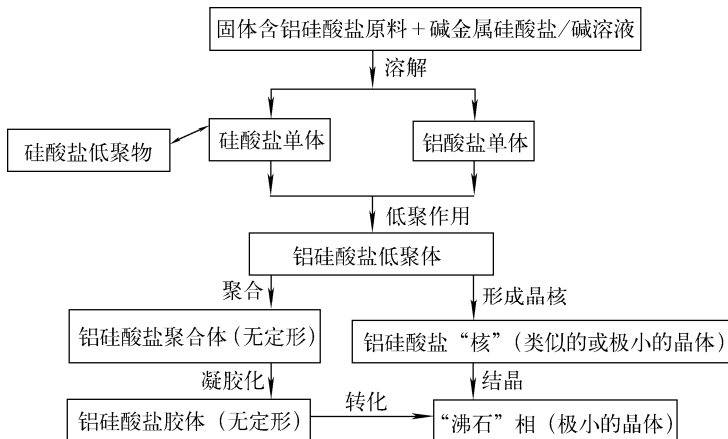 固体含铝硅酸盐原料＋碱金属硅酸盐/碱溶液
溶解
硅酸盐低聚物
硅酸盐单体
铝酸盐单体
低聚作用
铝硅酸盐低聚体
聚合
形成晶核
铝硅酸盐聚合体(无定形)
铝硅酸盐“核”(类似的或极小的晶体)
凝胶化
结晶
铝硅酸盐胶体（无定形）
转化
“沸石”相（极小的晶体）